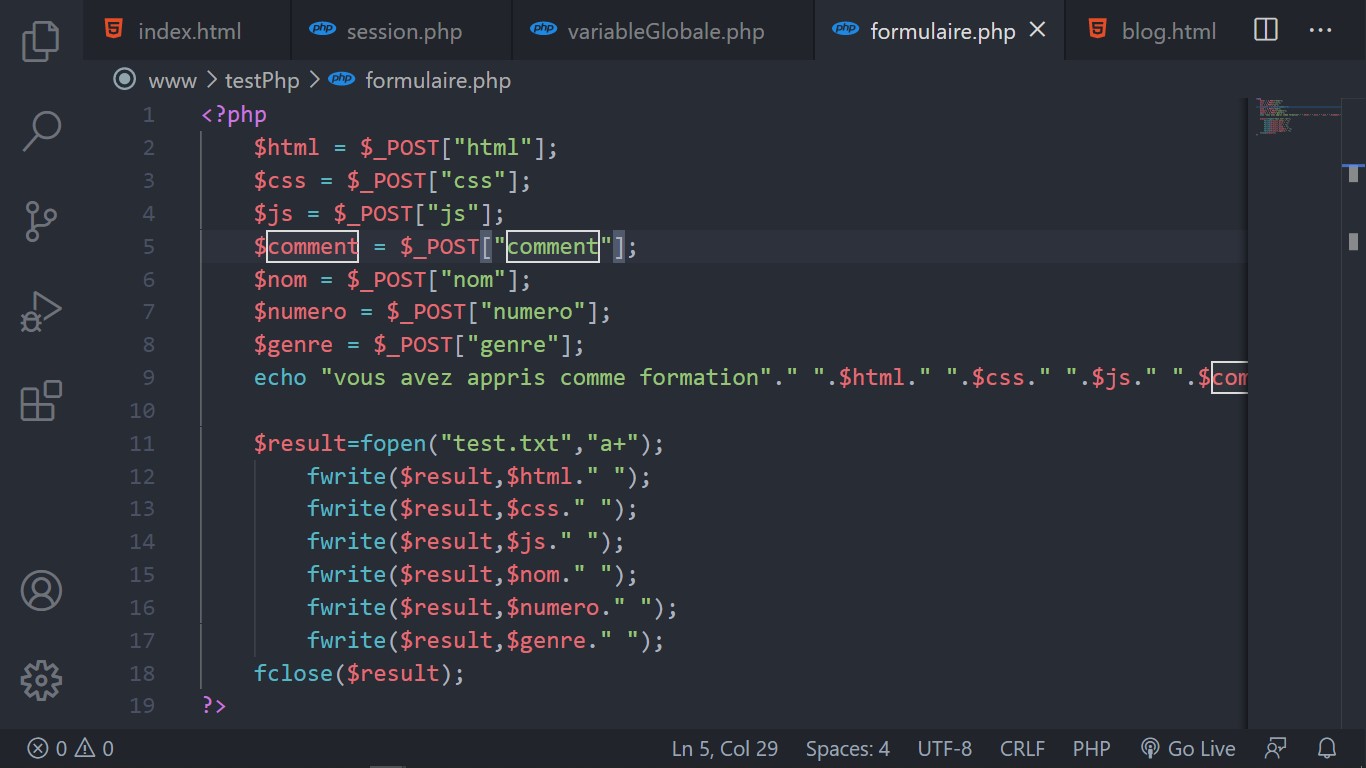 index.html php session.php php variableGlobale.php php formulaire.php blog.html
www > testPhp > php formulaire.php
1 <?php
2 $html = $_POST["html"];
3 $css = $_POST["css"];
4 $js = $_POST["js"];
5 $comment = $_POST["comment"];
6 $nom = $_POST["nom"];
7 $numero = $_POST["numero"];
8 $genre = $_POST["genre"];
9 echo "vous avez appris comme formation"." ".$html." ".$css." ".$js." ".$com
10
11 $result=fopen("test.txt","a+");
12 fwrite($result,$html." ");
13 fwrite($result,$css." ");
14 fwrite($result,$js." ");
15 fwrite($result,$nom." ");
16 fwrite($result,$numero." ");
17 fwrite($result,$genre." ");
18 fclose($result);
19 ?>
0 0 Ln 5, Col 29 Spaces: 4 UTF-8 CRLF PHP Go Live